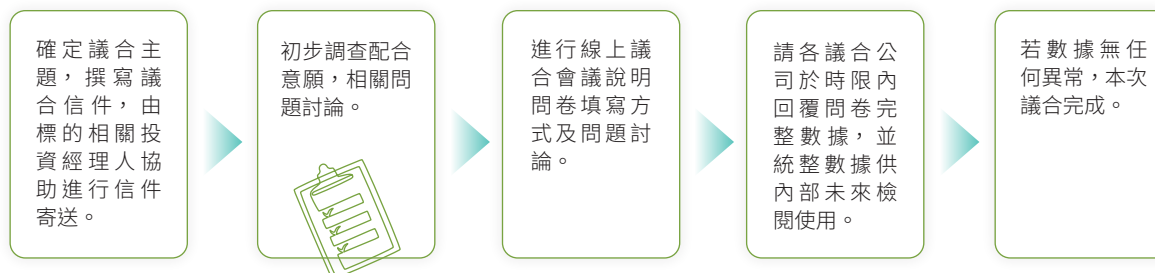 確定議合主
題，撰寫議
合信件，由
標的相關投
資經理人協
助進行信件
寄送。
初步調查配合
意願，相關問
題討論。
進行線上議
合會議說明
問卷填寫方
式及問題討
論。
請各議合公
司於時限內
回覆問卷完
整數據，並
統整數據供
內部未來檢
閱使用。
若數據無任
何異常，本次
議合完成。